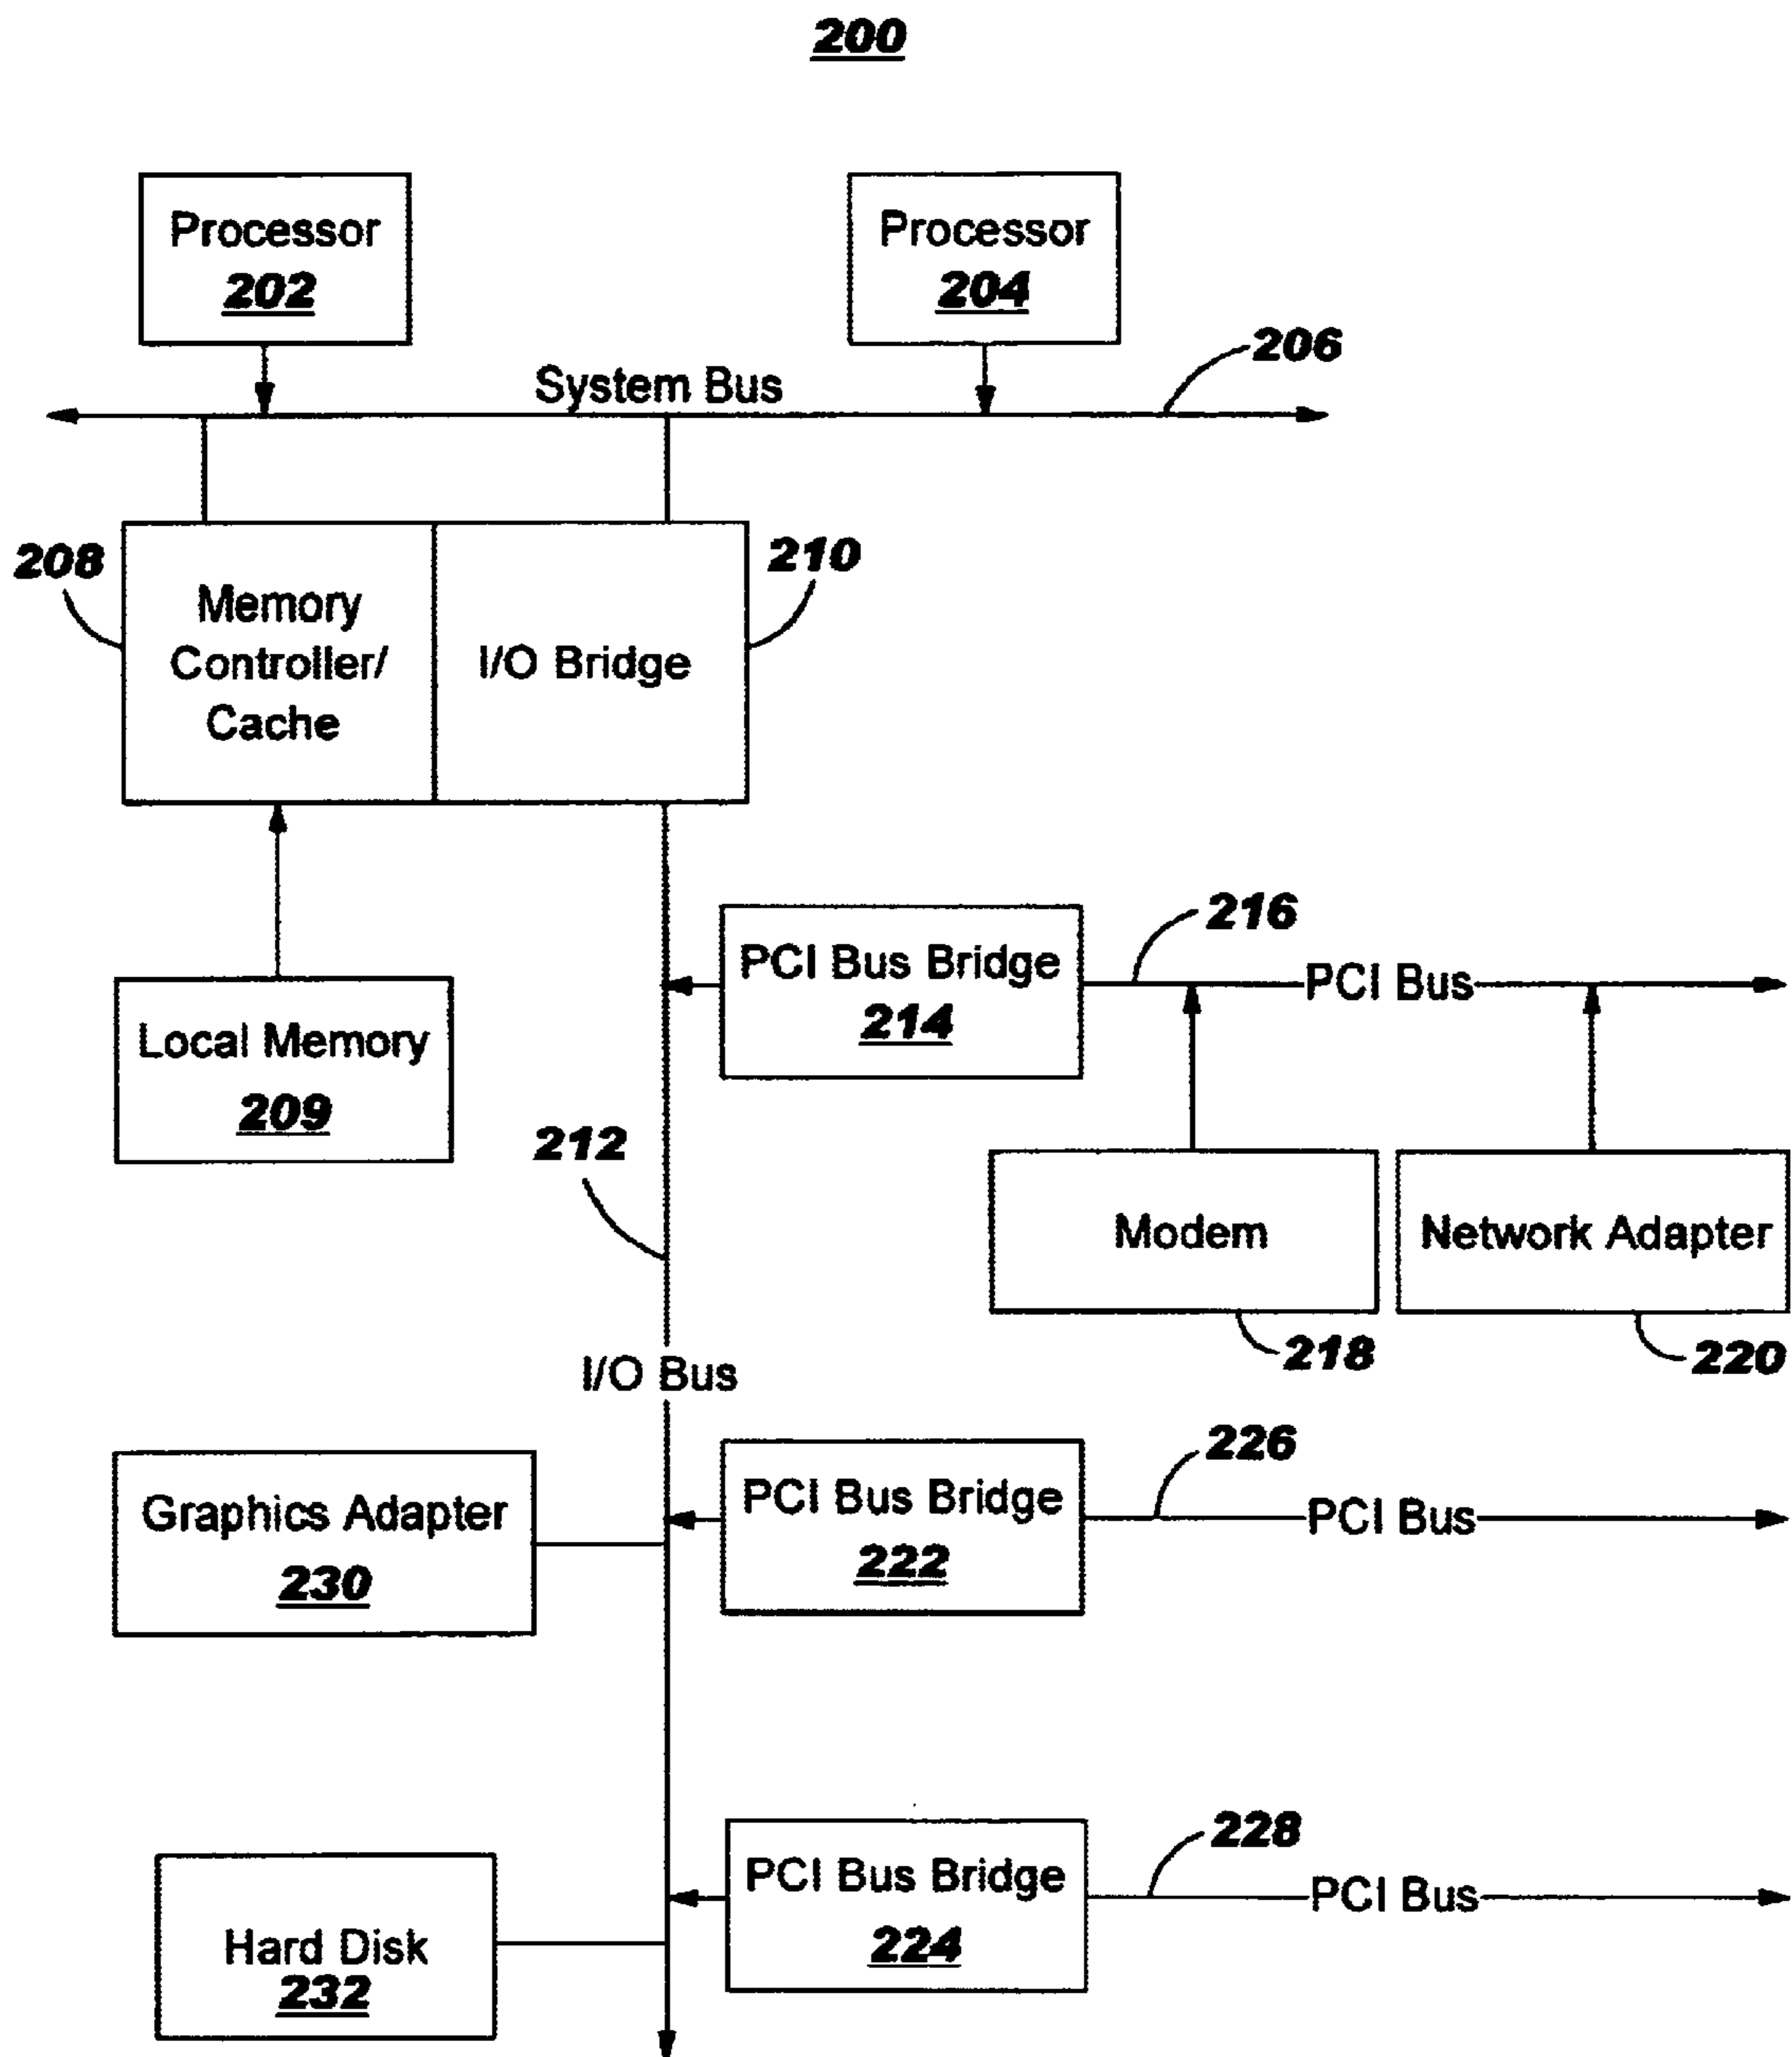 200
Processor
202
Processor
204
206
System Bus
208
210
Memory
Controller/
Cache
I/O Bridge
216
PCI Bus Bridge
214
PCI Bus
Local Memory
209
212
Modem
Network Adapter
218
220
I/O Bus
226
Graphics Adapter
230
PCI Bus Bridge
222
PCI Bus
228
PCI Bus Bridge
224
PCI Bus
Hard Disk
232